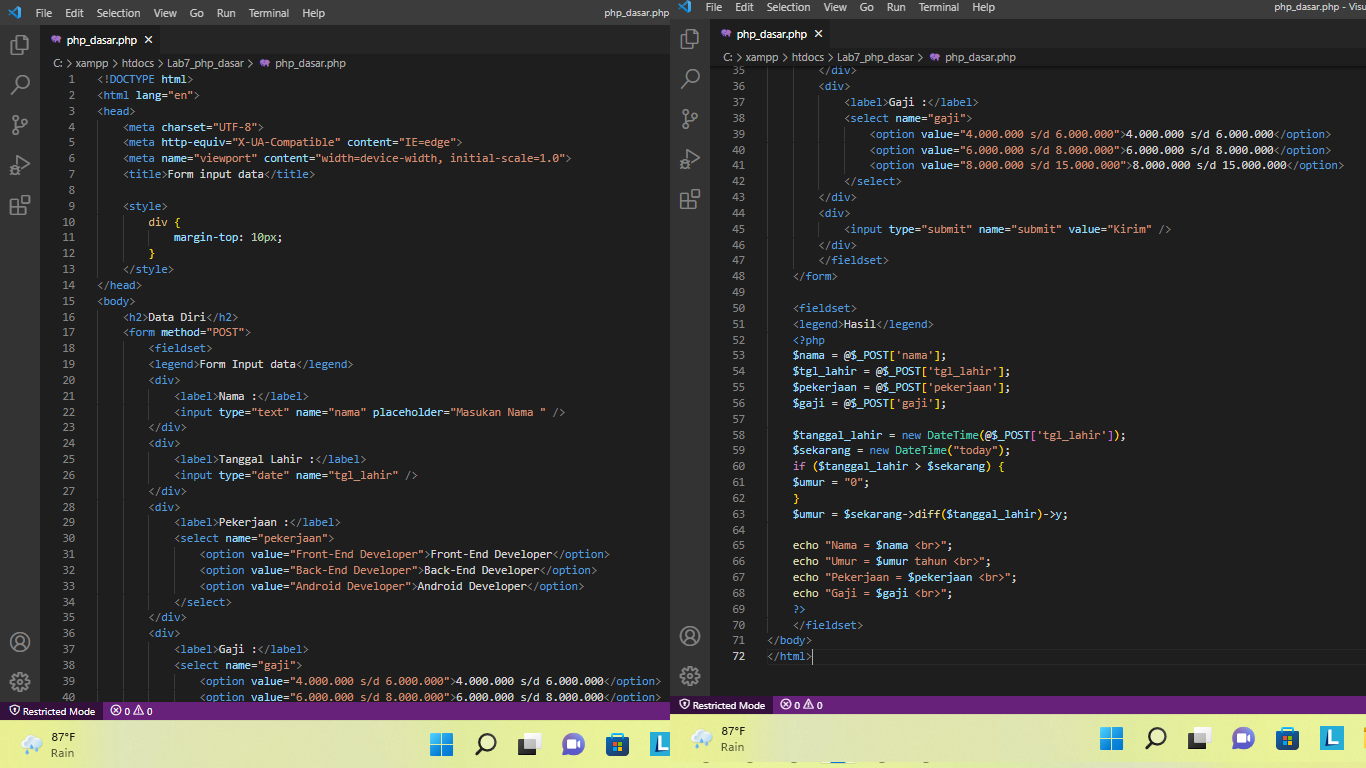 File Edit Selection View Go Run Terminal Help php_dasar.php
php_dasar.php
C: > xampp > htdocs > Lab7_php_dasar > php_dasar.php
1 <!DOCTYPE html>
2 <html lang="en">
3 <head>
4 <meta charset="UTF-8">
5 <meta http-equiv="X-UA-Compatible" content="IE=edge">
6 <meta name="viewport" content="width=device-width, initial-scale=1.0">
7 <title>Form input data</title>
8
9 <style>
10 div {
11 margin-top: 10px;
12 }
13 </style>
14 </head>
15 <body>
16 <h2>Data Diri</h2>
17 <form method="POST">
18 <fieldset>
19 <legend>Form Input data</legend>
20 <div>
21 <label>Nama :</label>
22 <input type="text" name="nama" placeholder="Masukan Nama " />
23 </div>
24 <div>
25 <label>Tanggal Lahir :</label>
26 <input type="date" name="tgl_lahir" />
27 </div>
28 <div>
29 <label>Pekerjaan :</label>
30 <select name="pekerjaan">
31 <option value="Front-End Developer">Front-End Developer</option>
32 <option value="Back-End Developer">Back-End Developer</option>
33 <option value="Android Developer">Android Developer</option>
34 </select>
35 </div>
36 <div>
37 <label>Gaji :</label>
38 <select name="gaji">
39 <option value="4.000.000 s/d 6.000.000">4.000.000 s/d 6.000.000</option>
40 <option value="6.000.000 s/d 8.000.000">6.000.000 s/d 8.000.000</option>
Restricted Mode 0 0
87°F
Rain
File Edit Selection View Go Run Terminal Help php_dasar.php - Visu
php_dasar.php
C: > xampp > htdocs > Lab7_php_dasar > php_dasar.php
35 </div>
36 <div>
37 <label>Gaji :</label>
38 <select name="gaji">
39 <option value="4.000.000 s/d 6.000.000">4.000.000 s/d 6.000.000</option>
40 <option value="6.000.000 s/d 8.000.000">6.000.000 s/d 8.000.000</option>
41 <option value="8.000.000 s/d 15.000.000">8.000.000 s/d 15.000.000</option>
42 </select>
43 </div>
44 <div>
45 <input type="submit" name="submit" value="Kirim" />
46 </div>
47 </fieldset>
48 </form>
49
50 <fieldset>
51 <legend>Hasil</legend>
52 <?php
53 $nama = @$_POST['nama'];
54 $tgl_lahir = @$_POST['tgl_lahir'];
55 $pekerjaan = @$_POST['pekerjaan'];
56 $gaji = @$_POST['gaji'];
57
58 $tanggal_lahir = new DateTime(@$_POST['tgl_lahir']);
59 $sekarang = new DateTime("today");
60 if ($tanggal_lahir > $sekarang) {
61 $umur = "0";
62 }
63 $umur = $sekarang->diff($tanggal_lahir)->y;
64
65 echo "Nama = $nama <br>";
66 echo "Umur = $umur tahun <br>";
67 echo "Pekerjaan = $pekerjaan <br>";
68 echo "Gaji = $gaji <br>";
69 ?>
70 </fieldset>
71 </body>
72 </html>
Restricted Mode 0 0
87°F
Rain